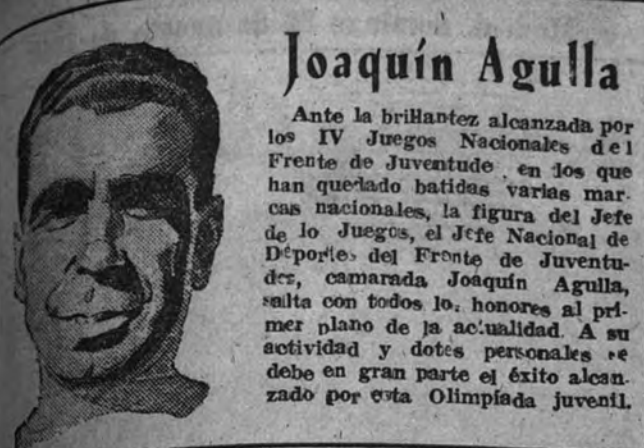 Joaquín Agulla
Ante la brillantez alcanzada por
los IV Juegos Nacionales del
Frente de Juventude , en los que
han quedado batidas varias mar-
cas nacionales, la figura del Jefe
de lo Juegos, el Jefe Nacional de
Deportes del Frente de Juventu-
des, camarada Joaquín Agulla,
salta con todos los honores al pri-
mer plano de la actualidad. A su
actividad y dotes personales se
debe en gran parte el éxito alcan-
zado por esta Olimpíada juvenil.